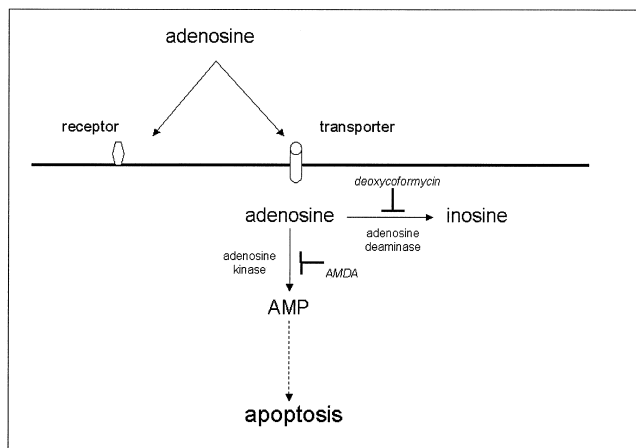 adenosine
receptor
transporter
deoxycoformycin
adenosine
inosine
adenosine
deaminase
adenosine
kinase
AMDA
AMP
apoptosis